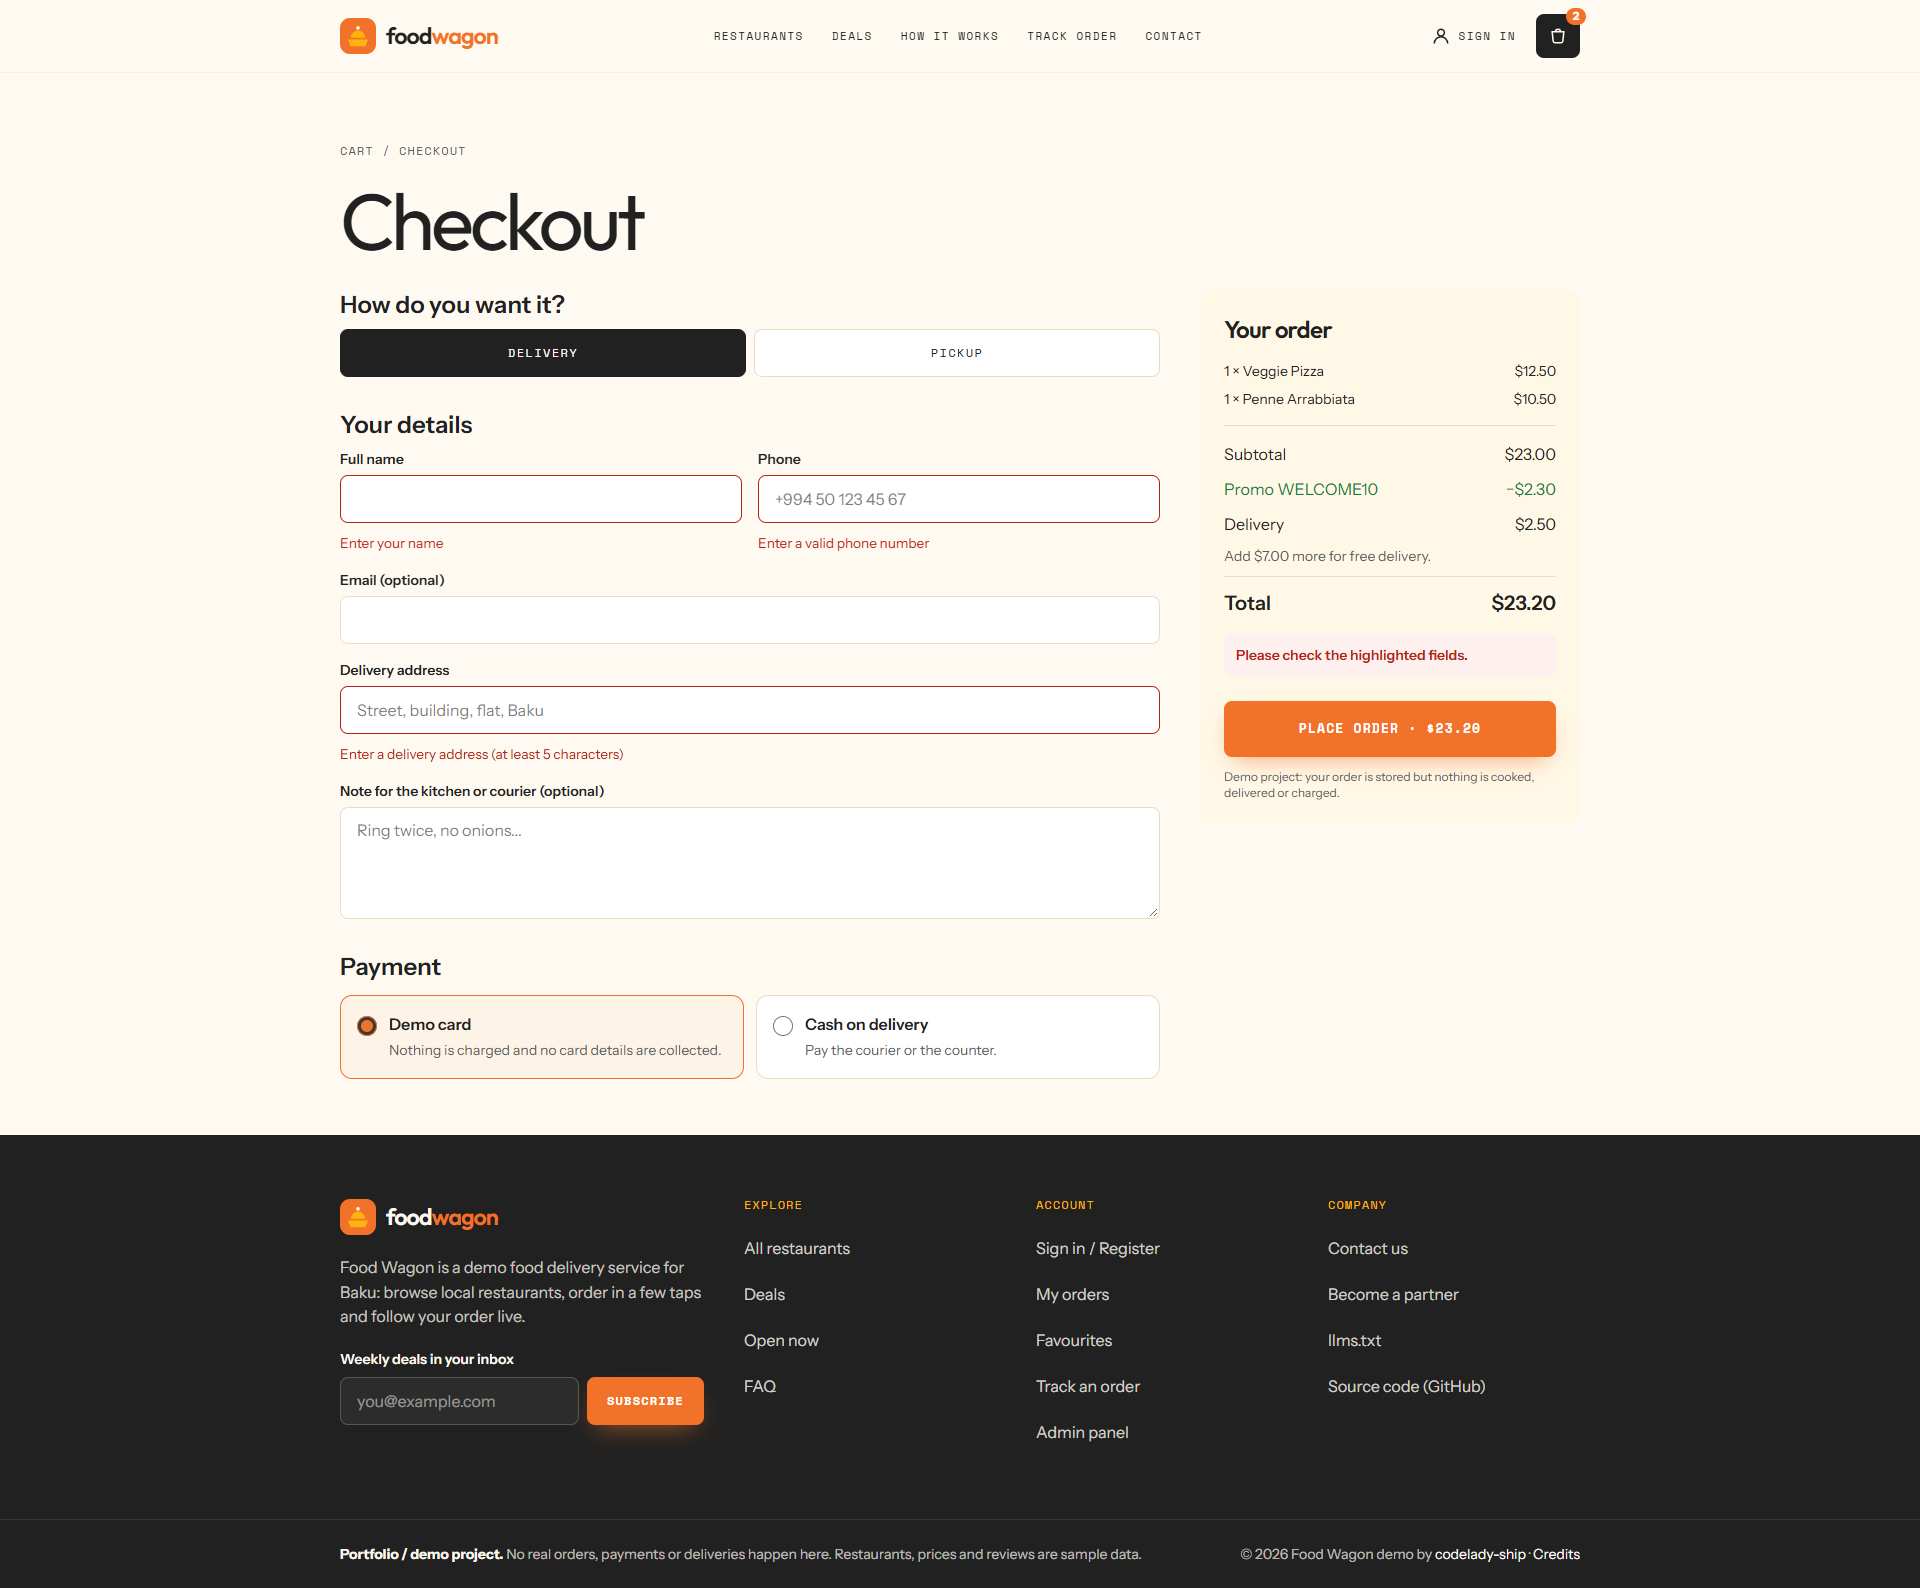 foodwagon
RESTAURANTS DEALS HOW IT WORKS TRACK ORDER CONTACT
SIGN IN
2
CART / CHECKOUT
Checkout
How do you want it?
DELIVERY
PICKUP
Your details
Full name
Phone
+994 50 123 45 67
Enter your name
Enter a valid phone number
Email (optional)
Delivery address
Street, building, flat, Baku
Enter a delivery address (at least 5 characters)
Note for the kitchen or courier (optional)
Ring twice, no onions...
Payment
Demo card
Nothing is charged and no card details are collected.
Cash on delivery
Pay the courier or the counter.
Your order
1 × Veggie Pizza $12.50
1 × Penne Arrabbiata $10.50
Subtotal $23.00
Promo WELCOME10 −$2.30
Delivery $2.50
Add $7.00 more for free delivery.
Total $23.20
Please check the highlighted fields.
PLACE ORDER · $23.20
Demo project: your order is stored but nothing is cooked,
delivered or charged.
foodwagon
Food Wagon is a demo food delivery service for
Baku: browse local restaurants, order in a few taps
and follow your order live.
Weekly deals in your inbox
you@example.com
SUBSCRIBE
EXPLORE
All restaurants
Deals
Open now
FAQ
ACCOUNT
Sign in / Register
My orders
Favourites
Track an order
Admin panel
COMPANY
Contact us
Become a partner
llms.txt
Source code (GitHub)
Portfolio / demo project. No real orders, payments or deliveries happen here. Restaurants, prices and reviews are sample data.
© 2026 Food Wagon demo by codelady-ship · Credits